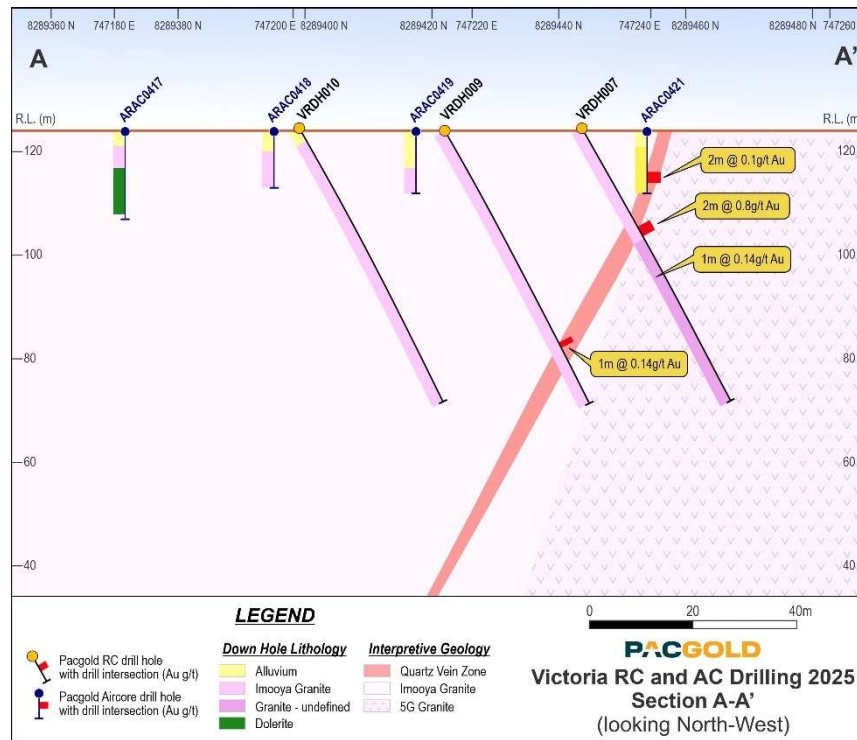 8289360 N 747180 E 8289380 N 747200 E 8289400 N 8289420 N 747220 E 8289440 N 747240 E 8289460 N 8289480 N 747260 E
A A'
ARAC0417
ARAC0418
VRDH010
ARAC0419
VRDH009
VRDH007
ARAC0421
R.L. (m) R.L. (m)
120 120
2m @ 0.1g/t Au
2m @ 0.8g/t Au
100 100
1m @ 0.14g/t Au
80 80
1m @ 0.14g/t Au
60 60
40 40
LEGEND
Down Hole Lithology
Alluvium
Imooya Granite
Granite - undefined
Dolerite
Interpretive Geology
Quartz Vein Zone
Imooya Granite
5G Granite
Pacgold RC drill hole
with drill intersection (Au g/t)
Pacgold Aircore drill hole
with drill intersection (Au g/t)
0 20 40m
PACGOLD
Victoria RC and AC Drilling 2025
Section A-A'
(looking North-West)